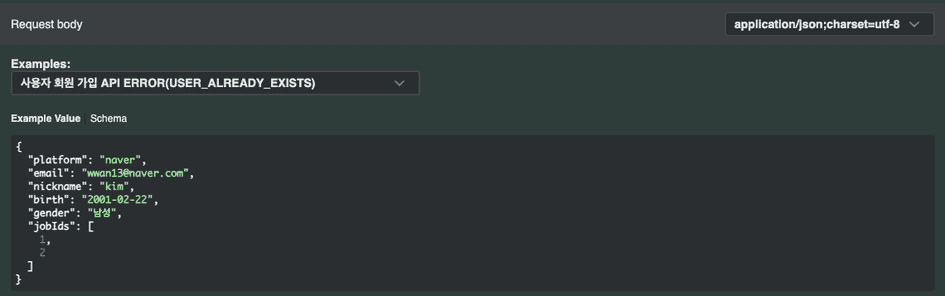 Request body
application/json;charset=utf-8
Examples:
사용자 회원 가입 API ERROR(USER_ALREADY_EXISTS)
Example Value Schema
{
  "platform": "naver",
  "email": "wwan13@naver.com",
  "nickname": "kim",
  "birth": "2001-02-22",
  "gender": "남성",
  "jobIds": [
    1,
    2
  ]
}